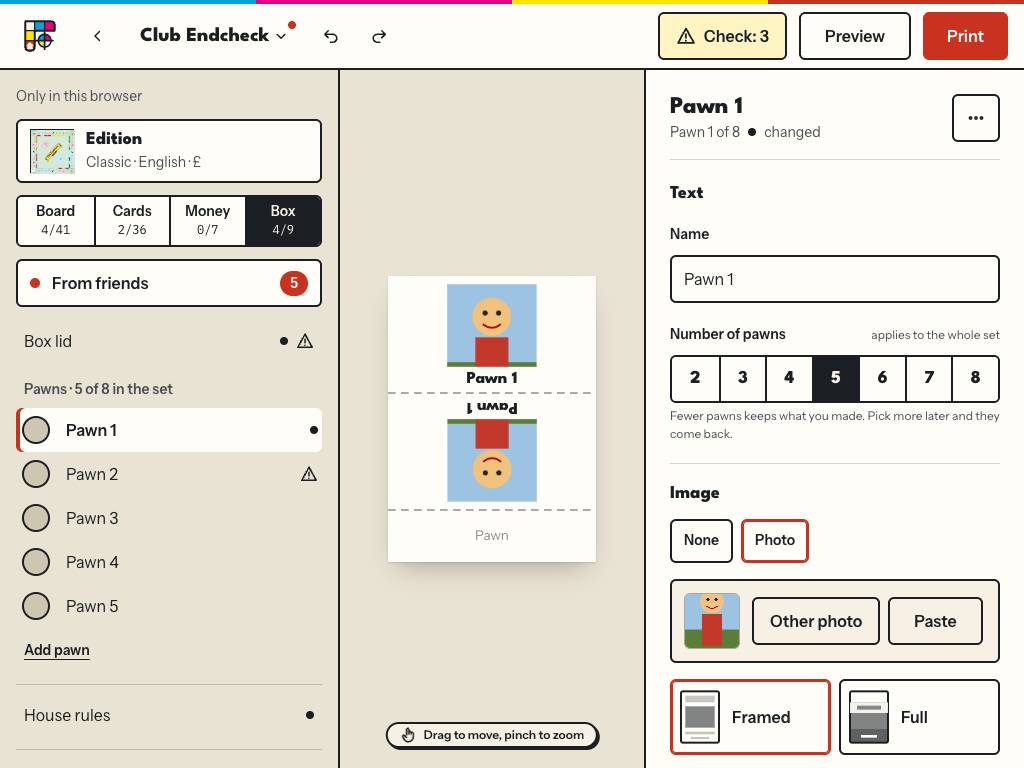 Club Endcheck
Check: 3
Preview
Print
Only in this browser
Edition
Classic · English · £
Board
4/41
Cards
2/36
Money
0/7
Box
4/9
From friends
5
Box lid
Pawns · 5 of 8 in the set
Pawn 1
Pawn 2
Pawn 3
Pawn 4
Pawn 5
Add pawn
House rules
Pawn 1
Pawn 1
Pawn
Drag to move, pinch to zoom
Pawn 1
Pawn 1 of 8 ● changed
Text
Name
Pawn 1
Number of pawns
applies to the whole set
2
3
4
5
6
7
8
Fewer pawns keeps what you made. Pick more later and they
come back.
Image
None
Photo
Other photo
Paste
Framed
Full